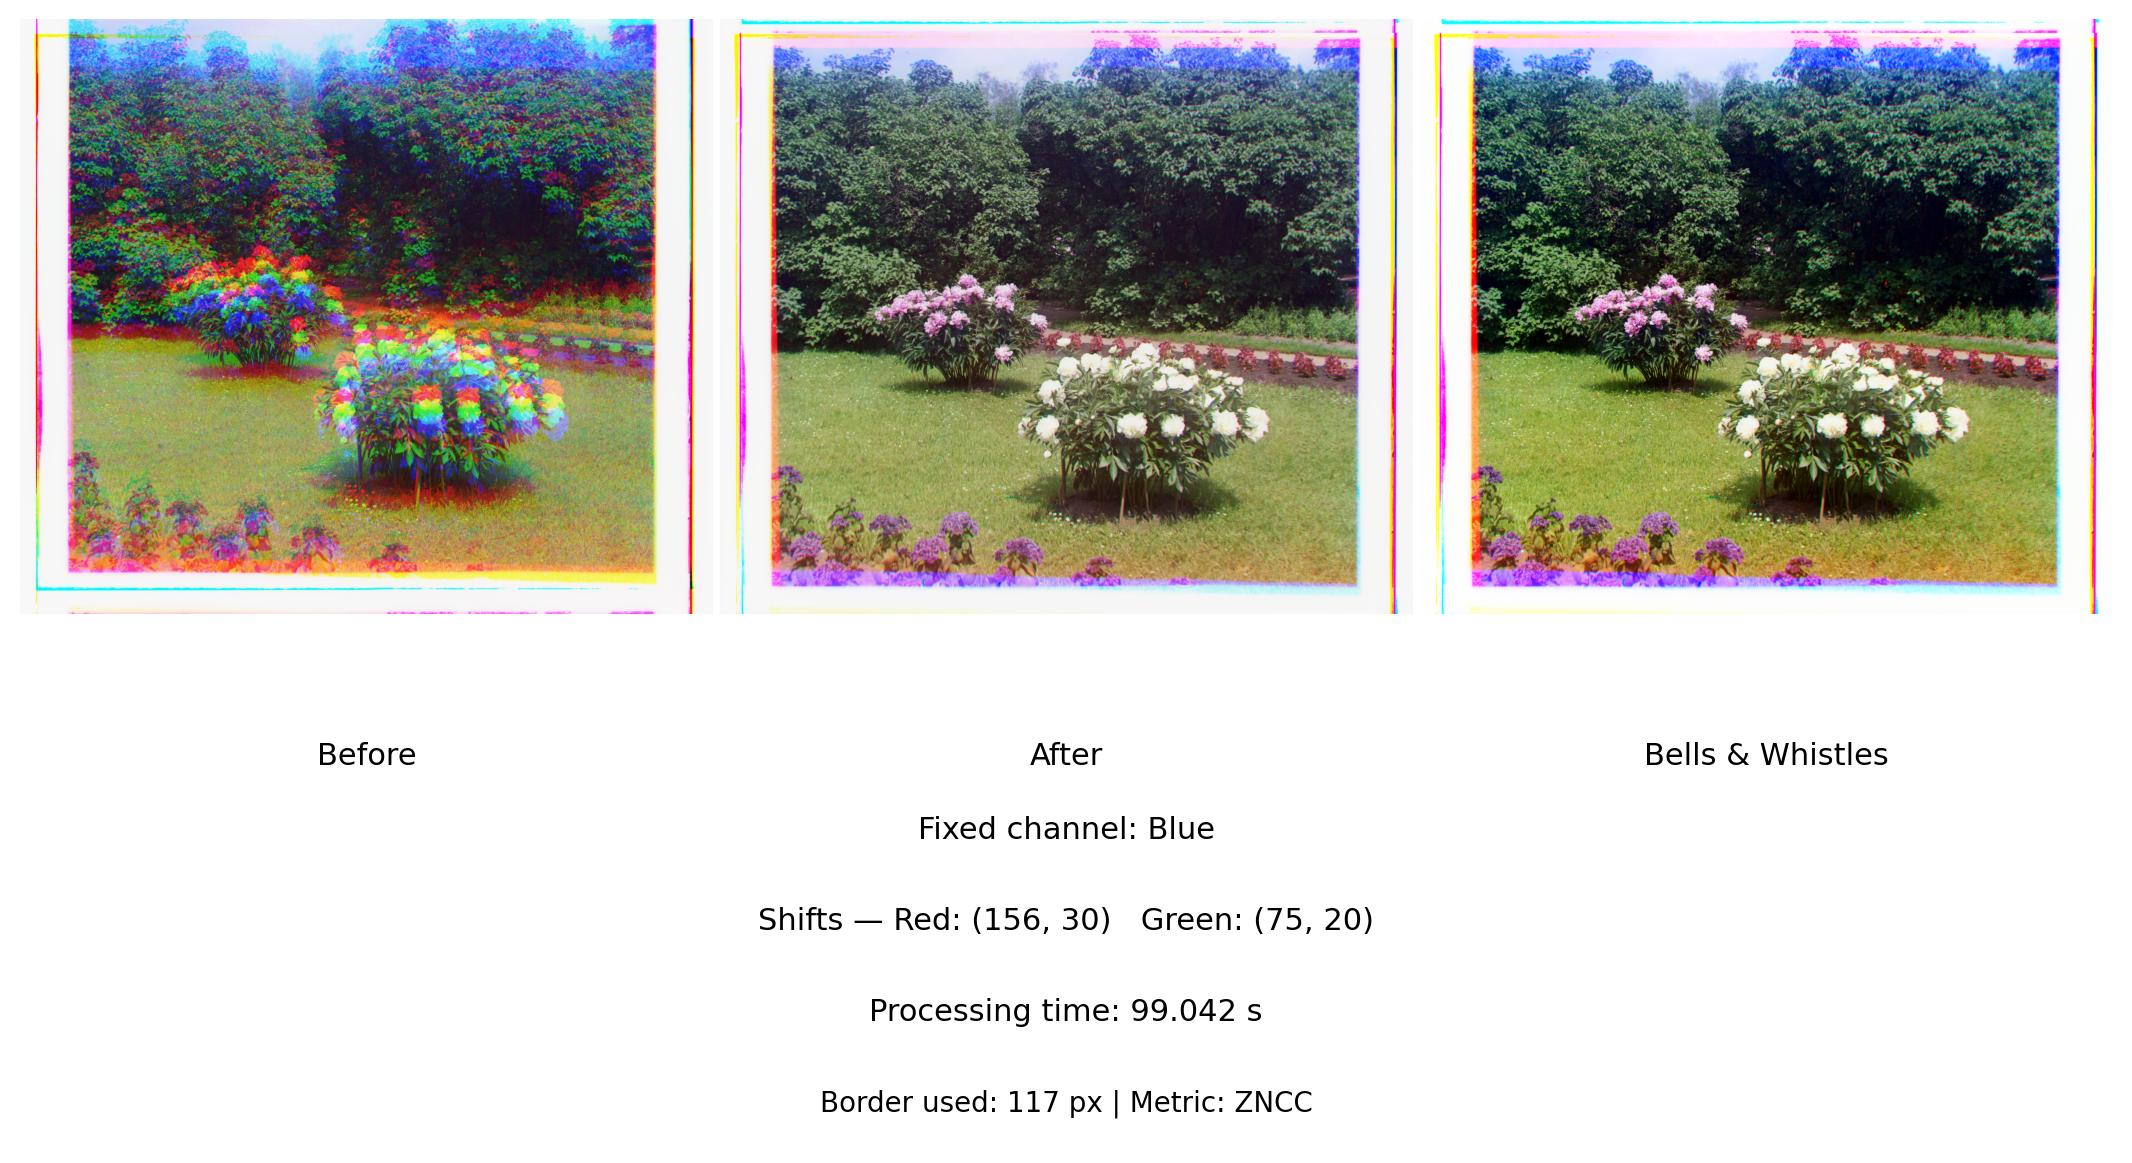 Before
After
Bells & Whistles
Fixed channel: Blue
Shifts — Red: (156, 30)   Green: (75, 20)
Processing time: 99.042 s
Border used: 117 px | Metric: ZNCC